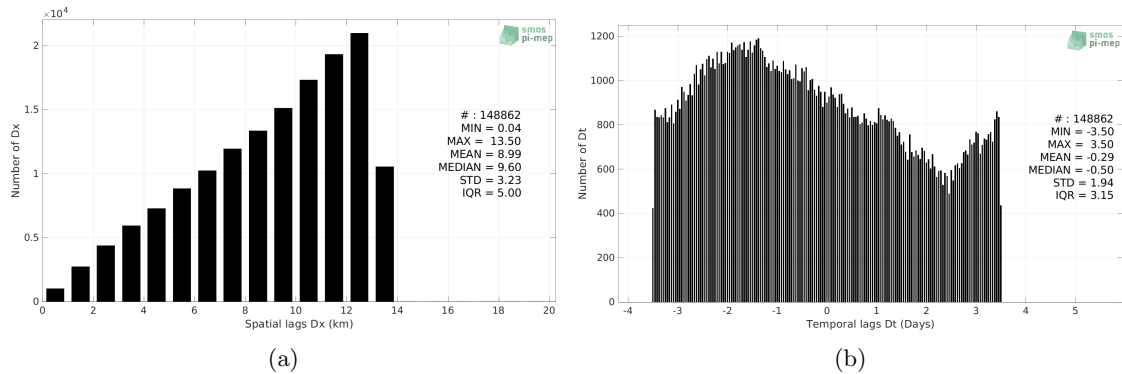 ×10⁴
2
1.5
1
0.5
0
Number of Dx
smos
pi-mep
# : 148862
MIN = 0.04
MAX = 13.50
MEAN = 8.99
MEDIAN = 9.60
STD = 3.23
IQR = 5.00
0 2 4 6 8 10 12 14 16 18 20
Spatial lags Dx (km)
(a)
1200
1000
800
600
400
200
0
Number of Dt
smos
pi-mep
# : 148862
MIN = -3.50
MAX = 3.50
MEAN = -0.29
MEDIAN = -0.50
STD = 1.94
IQR = 3.15
-4 -3 -2 -1 0 1 2 3 4 5
Temporal lags Dt (Days)
(b)